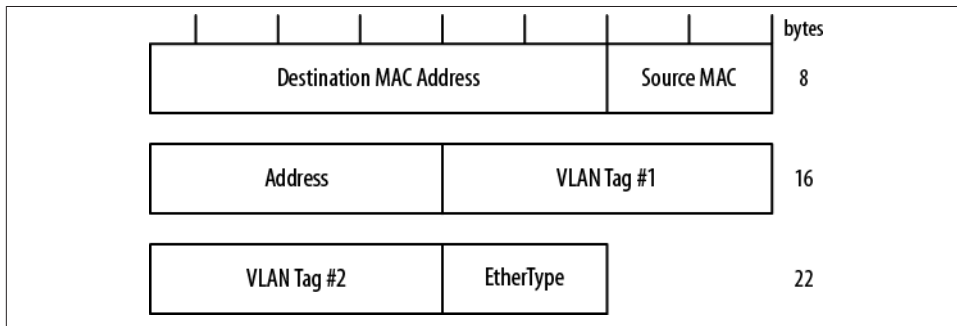 bytes
Destination MAC Address Source MAC 8
Address VLAN Tag #1 16
VLAN Tag #2 EtherType 22